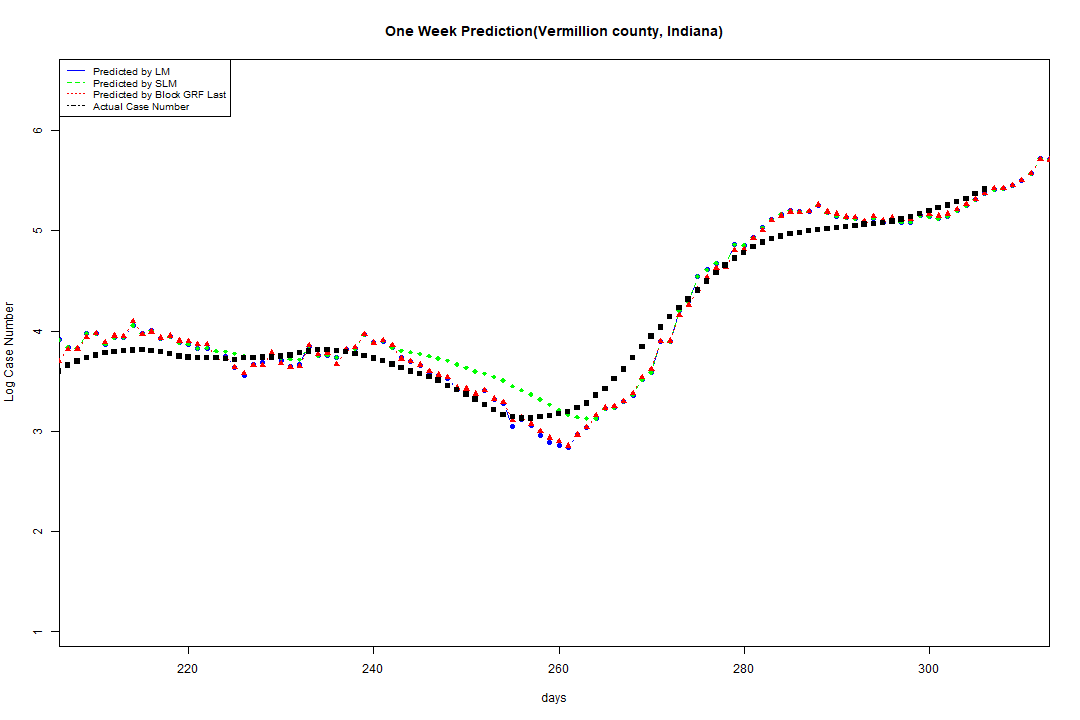 One Week Prediction(Vermillion county, Indiana)
Predicted by LM
Predicted by SLM
Predicted by Block GRF Last
Actual Case Number
6
5
4
3
2
1
Log Case Number
220 240 260 280 300
days